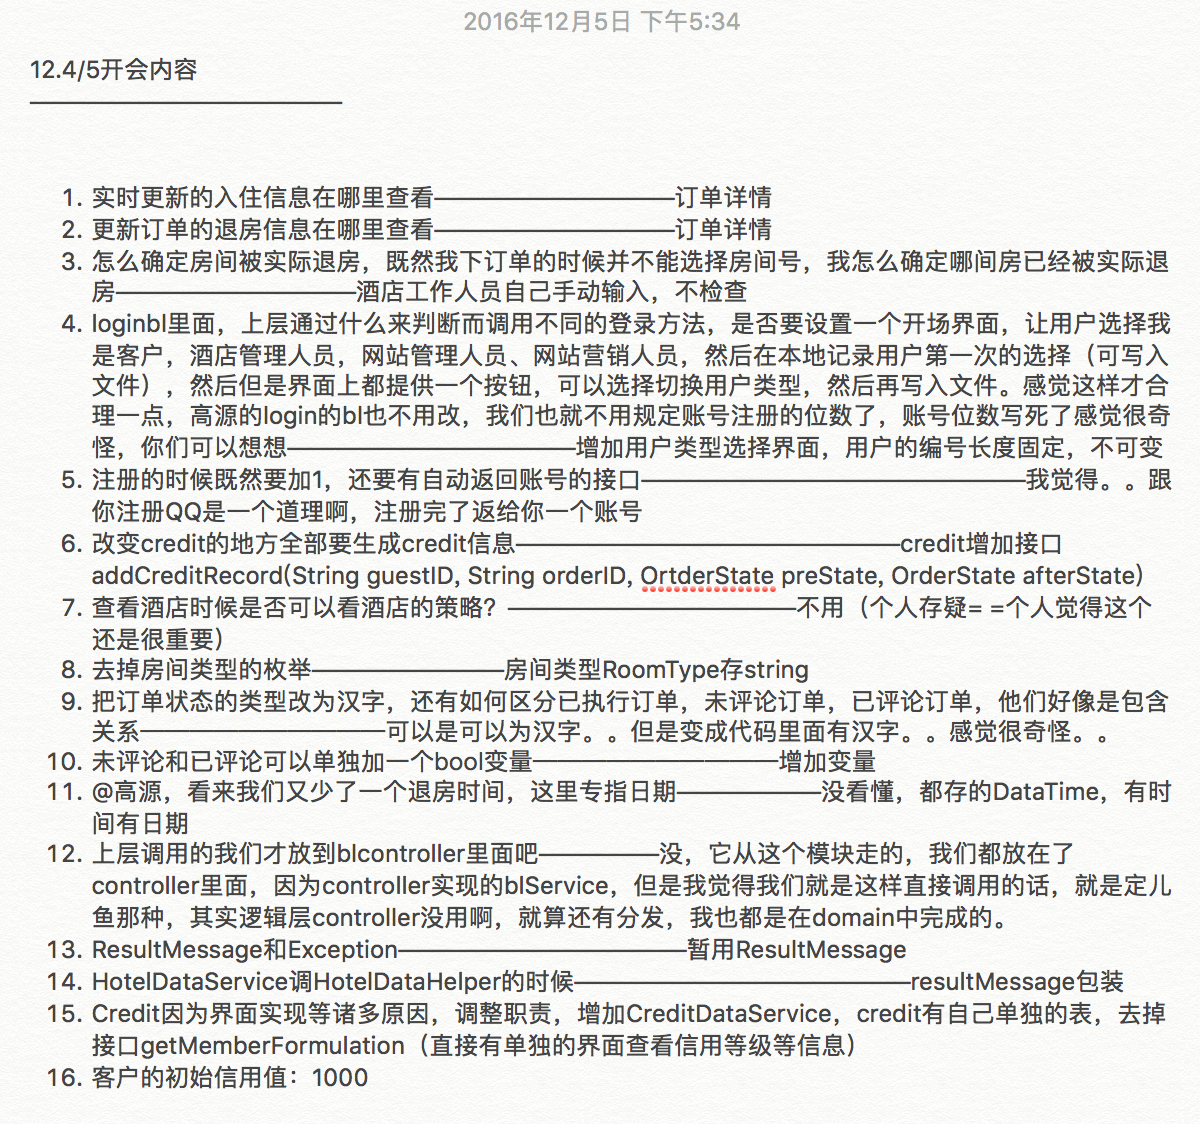 2016年12月5日 下午5:34
12.4/5开会内容
—————————————
1. 实时更新的入住信息在哪里查看——————————订单详情
2. 更新订单的退房信息在哪里查看——————————订单详情
3. 怎么确定房间被实际退房，既然我下订单的时候并不能选择房间号，我怎么确定哪间房已经被实际退
房——————————酒店工作人员自己手动输入，不检查
4. loginbl里面，上层通过什么来判断而调用不同的登录方法，是否要设置一个开场界面，让用户选择我
是客户，酒店管理人员，网站管理人员、网站营销人员，然后在本地记录用户第一次的选择（可写入
文件），然后但是界面上都提供一个按钮，可以选择切换用户类型，然后再写入文件。感觉这样才合
理一点，高源的login的bl也不用改，我们也就不用规定账号注册的位数了，账号位数写死了感觉很奇
怪，你们可以想想————————————增加用户类型选择界面，用户的编号长度固定，不可变
5. 注册的时候既然要加1，还要有自动返回账号的接口————————————————我觉得。。跟
你注册QQ是一个道理啊，注册完了返给你一个账号
6. 改变credit的地方全部要生成credit信息————————————————credit增加接口
addCreditRecord(String guestID, String orderID, OrtderState preState, OrderState afterState)
7. 查看酒店时候是否可以看酒店的策略？————————————不用（个人存疑= =个人觉得这个
还是很重要）
8. 去掉房间类型的枚举————————房间类型RoomType存string
9. 把订单状态的类型改为汉字，还有如何区分已执行订单，未评论订单，已评论订单，他们好像是包含
关系——————————可以是可以为汉字。。但是变成代码里面有汉字。。感觉很奇怪。。
10. 未评论和已评论可以单独加一个bool变量——————————增加变量
11. @高源，看来我们又少了一个退房时间，这里专指日期——————没看懂，都存的DataTime，有时
间有日期
12. 上层调用的我们才放到blcontroller里面吧—————没，它从这个模块走的，我们都放在了
controller里面，因为controller实现的blService，但是我觉得我们就是这样直接调用的话，就是定儿
鱼那种，其实逻辑层controller没用啊，就算还有分发，我也都是在domain中完成的。
13. ResultMessage和Exception————————————暂用ResultMessage
14. HotelDataService调HotelDataHelper的时候——————————————resultMessage包装
15. Credit因为界面实现等诸多原因，调整职责，增加CreditDataService，credit有自己单独的表，去掉
接口getMemberFormulation（直接有单独的界面查看信用等级等信息）
16. 客户的初始信用值：1000